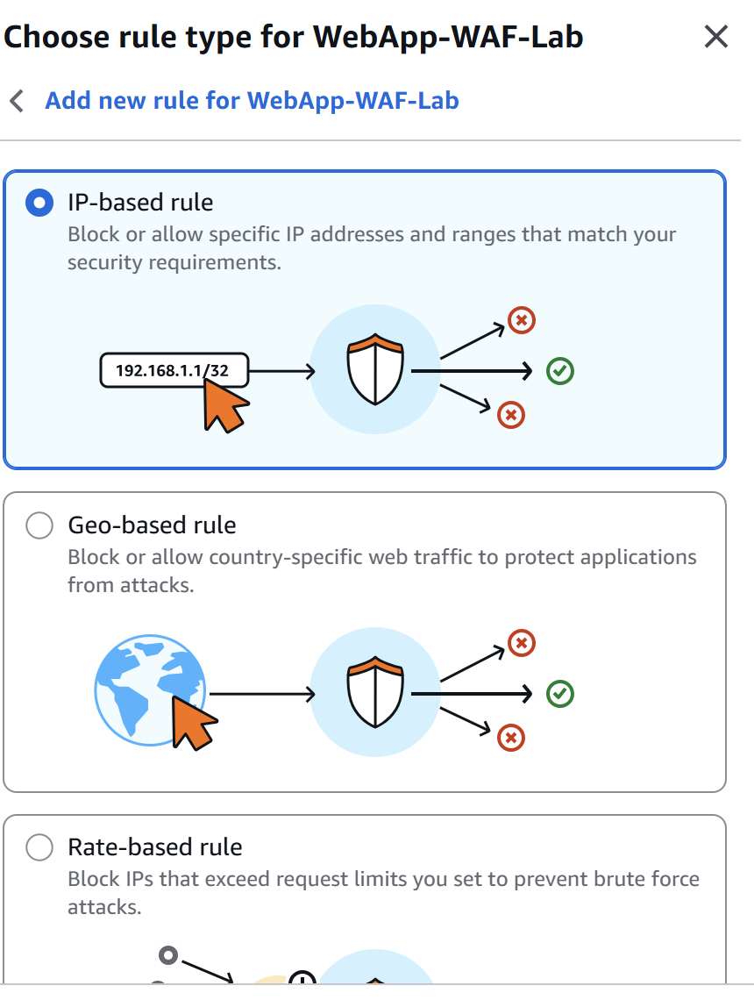 Choose rule type for WebApp-WAF-Lab
Add new rule for WebApp-WAF-Lab
IP-based rule
Block or allow specific IP addresses and ranges that match your
security requirements.
192.168.1.1/32
Geo-based rule
Block or allow country-specific web traffic to protect applications
from attacks.
Rate-based rule
Block IPs that exceed request limits you set to prevent brute force
attacks.